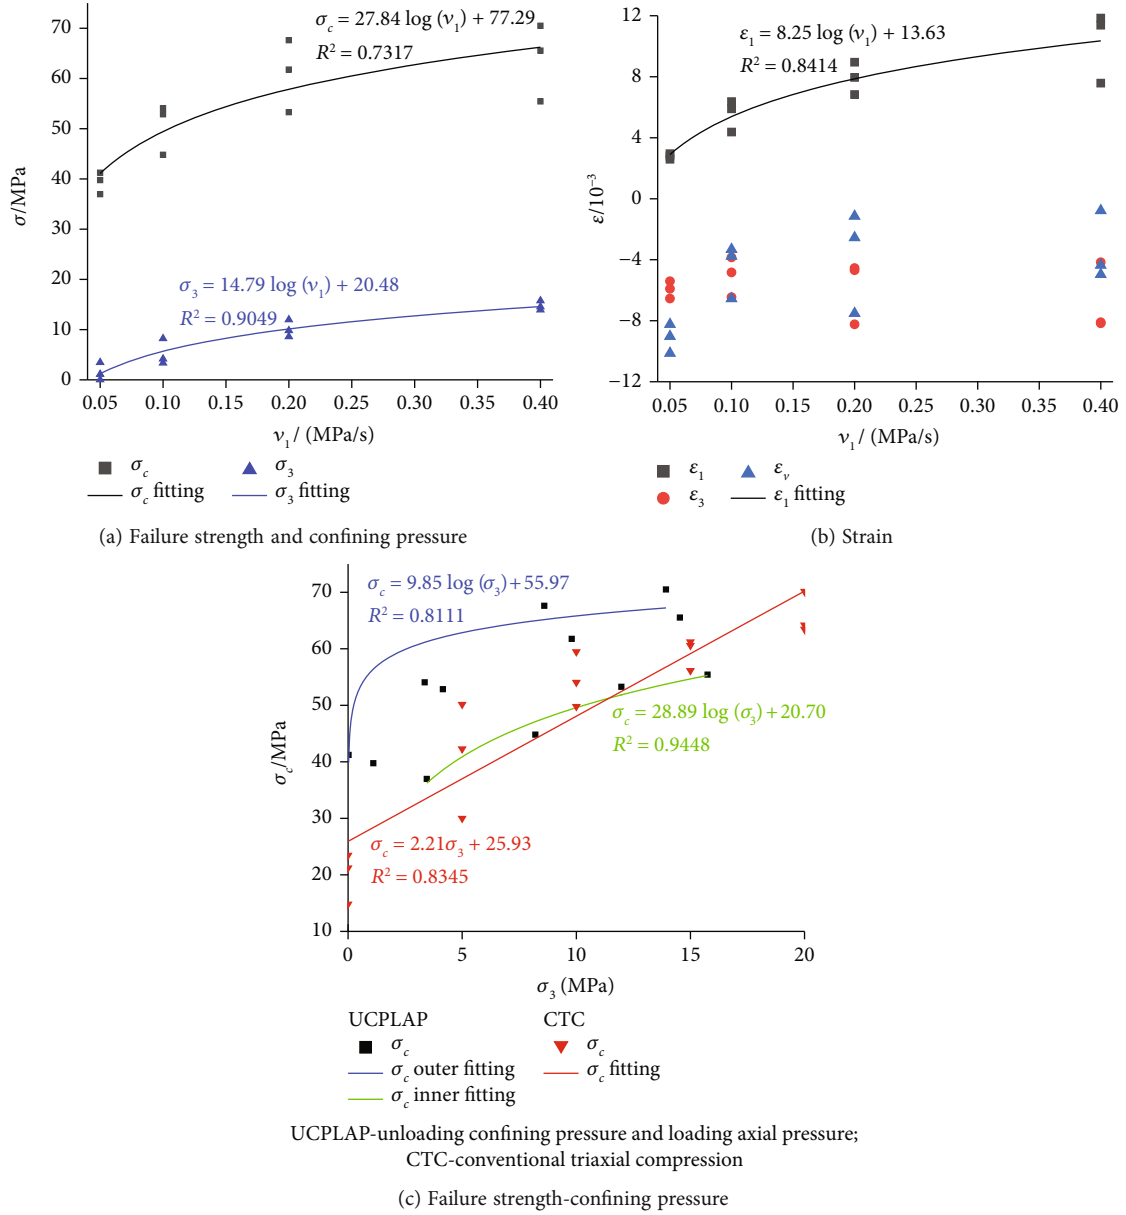 σc = 27.84 log (ν1) + 77.29
R² = 0.7317
σ3 = 14.79 log (ν1) + 20.48
R² = 0.9049
σ/MPa
70
60
50
40
30
20
10
0
0.05 0.10 0.15 0.20 0.25 0.30 0.35 0.40
ν1 / (MPa/s)
σc σ3
σc fitting σ3 fitting
(a) Failure strength and confining pressure
ε1 = 8.25 log (ν1) + 13.63
R² = 0.8414
ε/10⁻³
12
8
4
0
−4
−8
−12
0.05 0.10 0.15 0.20 0.25 0.30 0.35 0.40
ν1 / (MPa/s)
ε1 εv
ε3 ε1 fitting
(b) Strain
σc = 9.85 log (σ3) + 55.97
R² = 0.8111
σc = 28.89 log (σ3) + 20.70
R² = 0.9448
σc = 2.21σ3 + 25.93
R² = 0.8345
σc/MPa
70
60
50
40
30
20
10
0 5 10 15 20
σ3 (MPa)
UCPLAP CTC
σc σc
σc outer fitting σc fitting
σc inner fitting
UCPLAP-unloading confining pressure and loading axial pressure;
CTC-conventional triaxial compression
(c) Failure strength-confining pressure